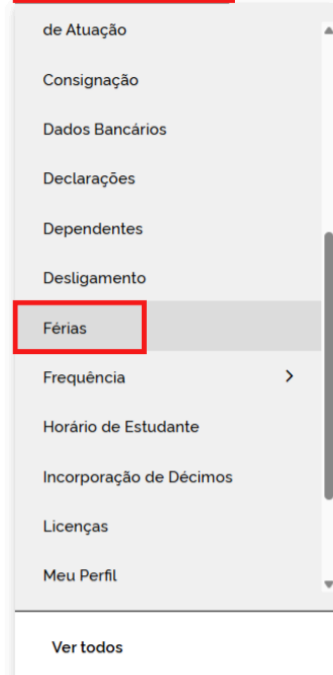 de Atuação
Consignação
Dados Bancários
Declarações
Dependentes
Desligamento
Férias
Frequência
Horário de Estudante
Incorporação de Décimos
Licenças
Meu Perfil
Ver todos